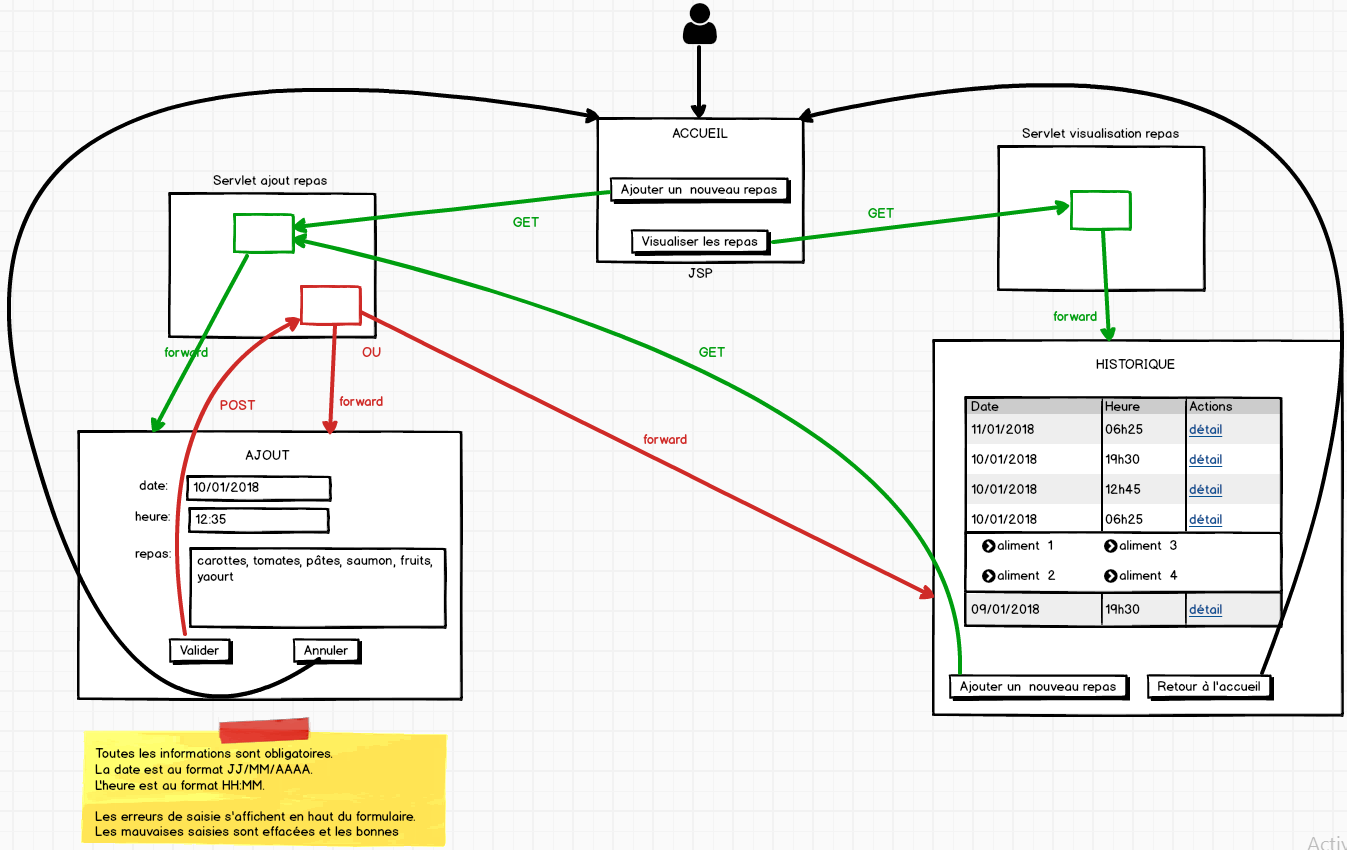 ACCUEIL
Ajouter un nouveau repas
Visualiser les repas
JSP
Servlet ajout repas
Servlet visualisation repas
GET
GET
GET
forward
forward
POST
OU
forward
forward
AJOUT
date:
10/01/2018
heure:
12:35
repas:
carottes, tomates, pâtes, saumon, fruits,
yaourt
Valider
Annuler
HISTORIQUE
Date Heure Actions
11/01/2018 06h25 détail
10/01/2018 19h30 détail
10/01/2018 12h45 détail
10/01/2018 06h25 détail
aliment 1 aliment 3
aliment 2 aliment 4
09/01/2018 19h30 détail
Ajouter un nouveau repas
Retour à l'accueil
Toutes les informations sont obligatoires.
La date est au format JJ/MM/AAAA.
L'heure est au format HH:MM.
Les erreurs de saisie s'affichent en haut du formulaire.
Les mauvaises saisies sont effacées et les bonnes
Activ